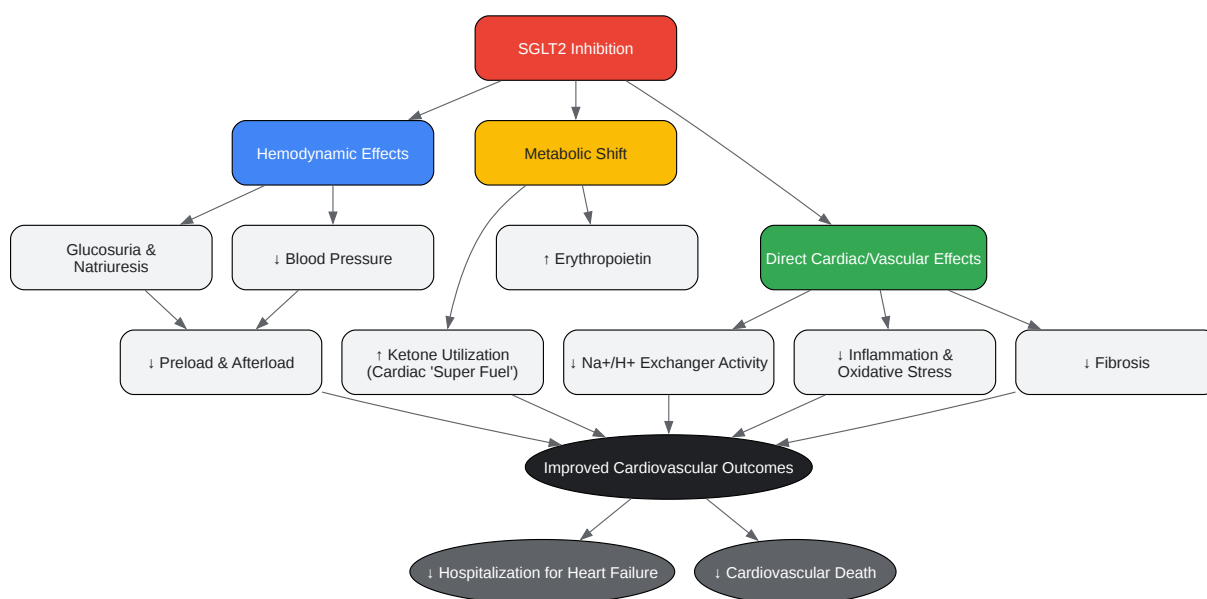 SGLT2 Inhibition
Hemodynamic Effects
Metabolic Shift
Glucosuria &
Natriuresis
↓ Blood Pressure
↑ Erythropoietin
Direct Cardiac/Vascular Effects
↓ Preload & Afterload
↑ Ketone Utilization
(Cardiac 'Super Fuel')
↓ Na+/H+ Exchanger Activity
↓ Inflammation &
Oxidative Stress
↓ Fibrosis
Improved Cardiovascular Outcomes
↓ Hospitalization for Heart Failure
↓ Cardiovascular Death